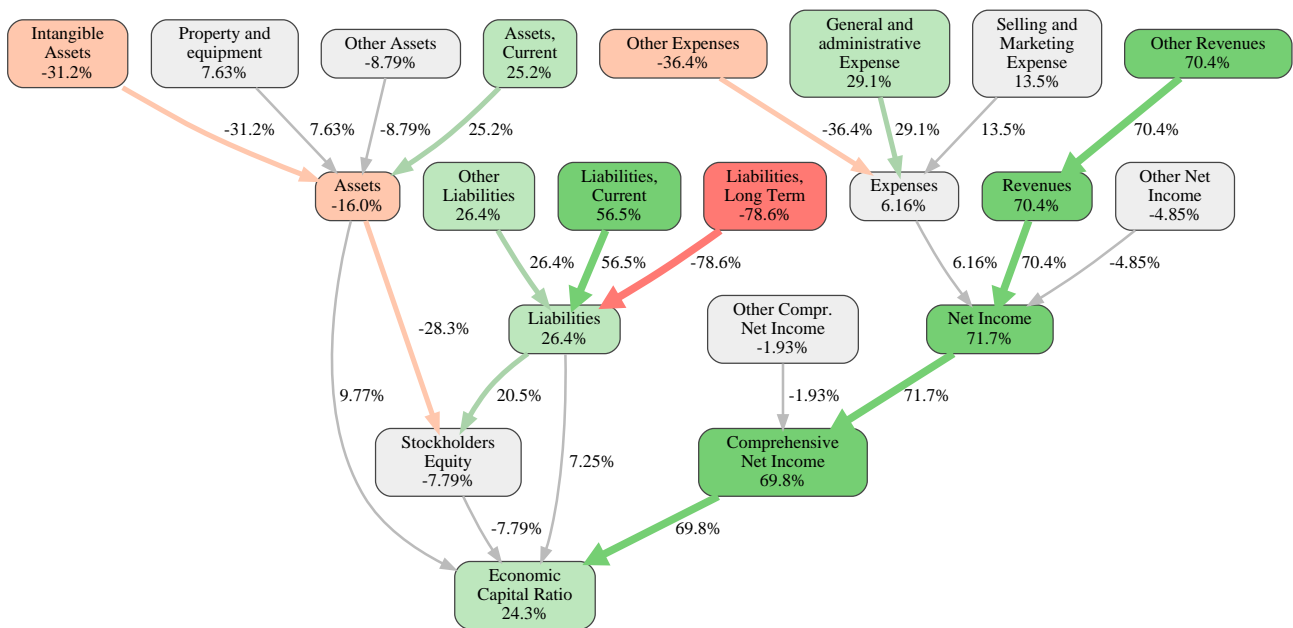 Intangible
Assets
-31.2%
Property and
equipment
7.63%
Other Assets
-8.79%
Assets,
Current
25.2%
Other Expenses
-36.4%
General and
administrative
Expense
29.1%
Selling and
Marketing
Expense
13.5%
Other Revenues
70.4%
-31.2%
7.63%
-8.79%
25.2%
-36.4%
29.1%
13.5%
70.4%
Assets
-16.0%
Other
Liabilities
26.4%
Liabilities,
Current
56.5%
Liabilities,
Long Term
-78.6%
Expenses
6.16%
Revenues
70.4%
Other Net
Income
-4.85%
26.4%
56.5%
-78.6%
6.16%
70.4%
-4.85%
-28.3%
Liabilities
26.4%
Other Compr.
Net Income
-1.93%
Net Income
71.7%
9.77%
20.5%
-1.93%
71.7%
Stockholders
Equity
-7.79%
7.25%
Comprehensive
Net Income
69.8%
-7.79%
69.8%
Economic
Capital Ratio
24.3%